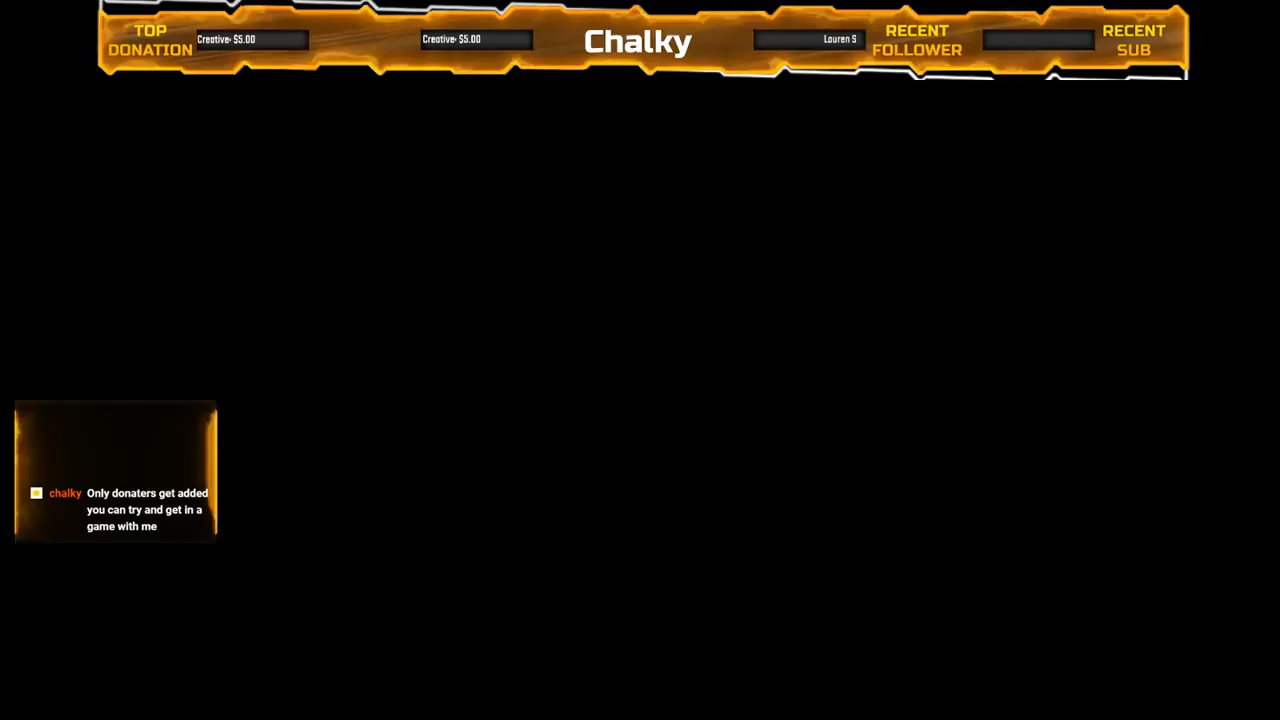 TOP
DONATION
Creative· $5.00
Creative· $5.00
Chalky
Lauren S
RECENT
FOLLOWER
RECENT
SUB
chalky Only donaters get added
you can try and get in a
game with me